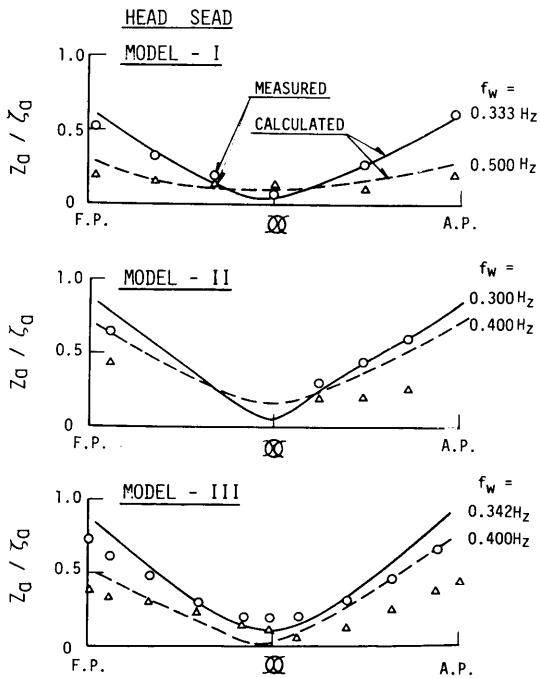 HEAD SEAD
MODEL - I
MEASURED
CALCULATED
f_w =
0.333 Hz
0.500 Hz
Z_a / ζ_a
1.0
0.5
0
F.P.
A.P.
MODEL - II
f_w =
0.300 Hz
0.400 Hz
Z_a / ζ_a
1.0
0.5
0
F.P.
A.P.
MODEL - III
f_w =
0.342Hz
0.400Hz
Z_a / ζ_a
1.0
0.5
0
F.P.
A.P.